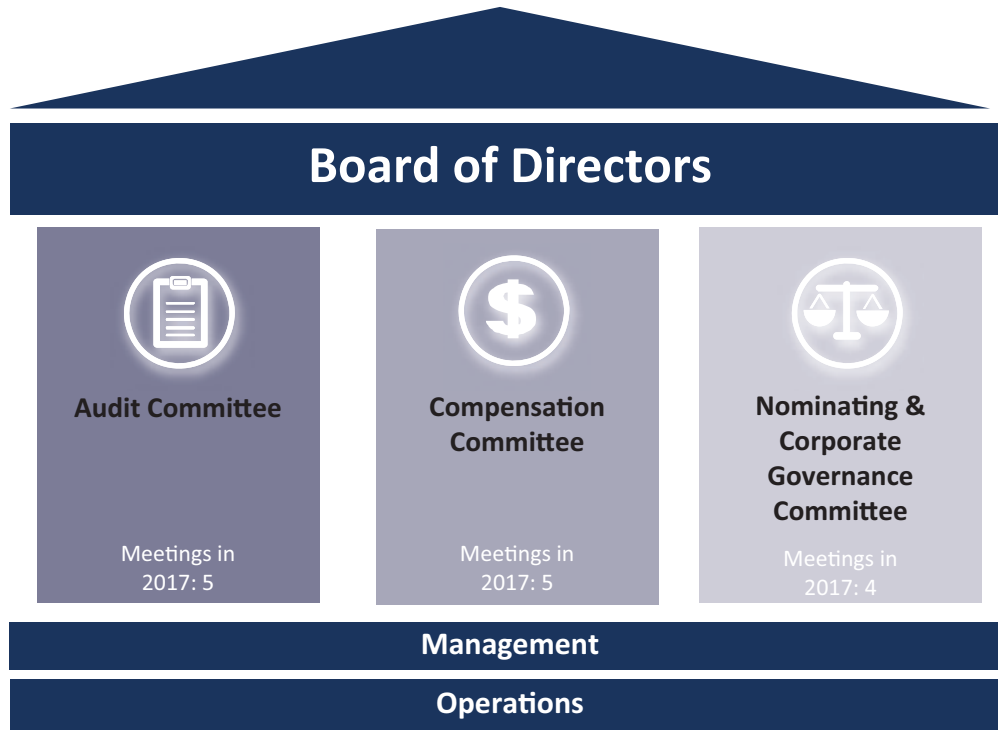 Board of Directors
Audit Committee
Meetings in
2017: 5
Compensation
Committee
Meetings in
2017: 5
Nominating &
Corporate
Governance
Committee
Meetings in
2017: 4
Management
Operations